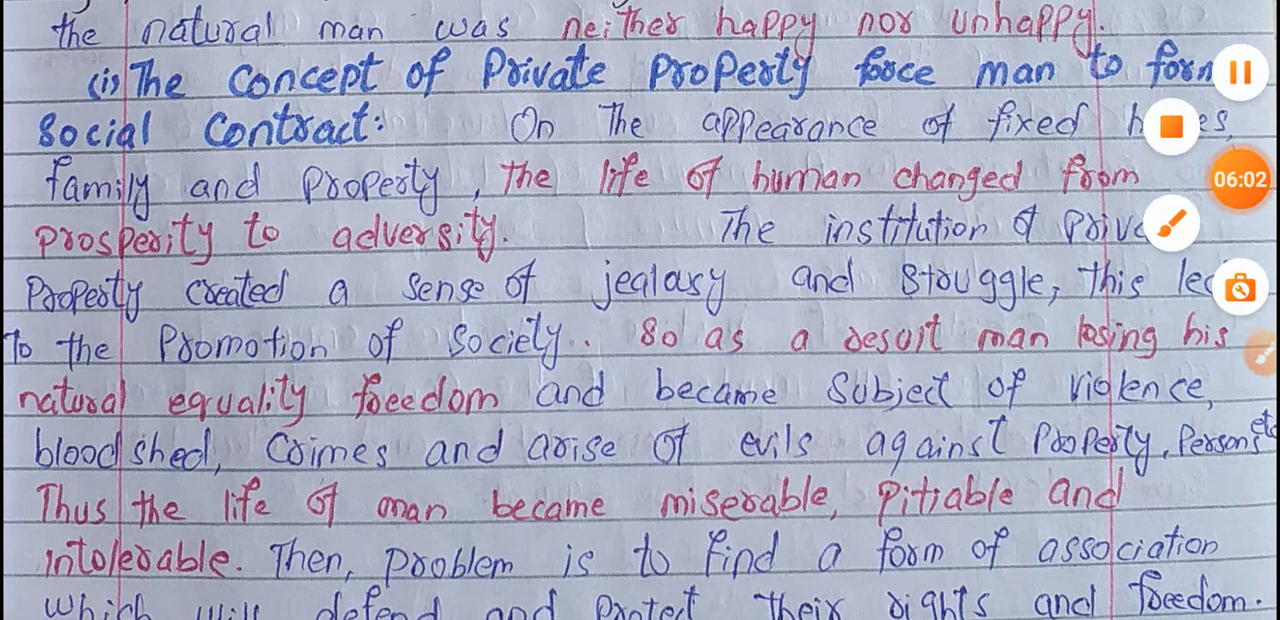 the natural man was neither happy nor unhappy.
(i) The Concept of Private Property force man to form
Social Contract: On the appearance of fixed
family and Property, the life of human changed from
prosperity to adversity. The institution of
Property created a sense of jealasy and struggle, this
To the Promotion of society. So as a result man losing his
natural equality freedom and became Subject of violence,
bloodshed, Crimes and arise of evils against Property, Persons etc
Thus the life of man became miserable, Pitiable and
intolerable. Then, problem is to find a form of association
which will defend and protect their rights and freedom.
06:02